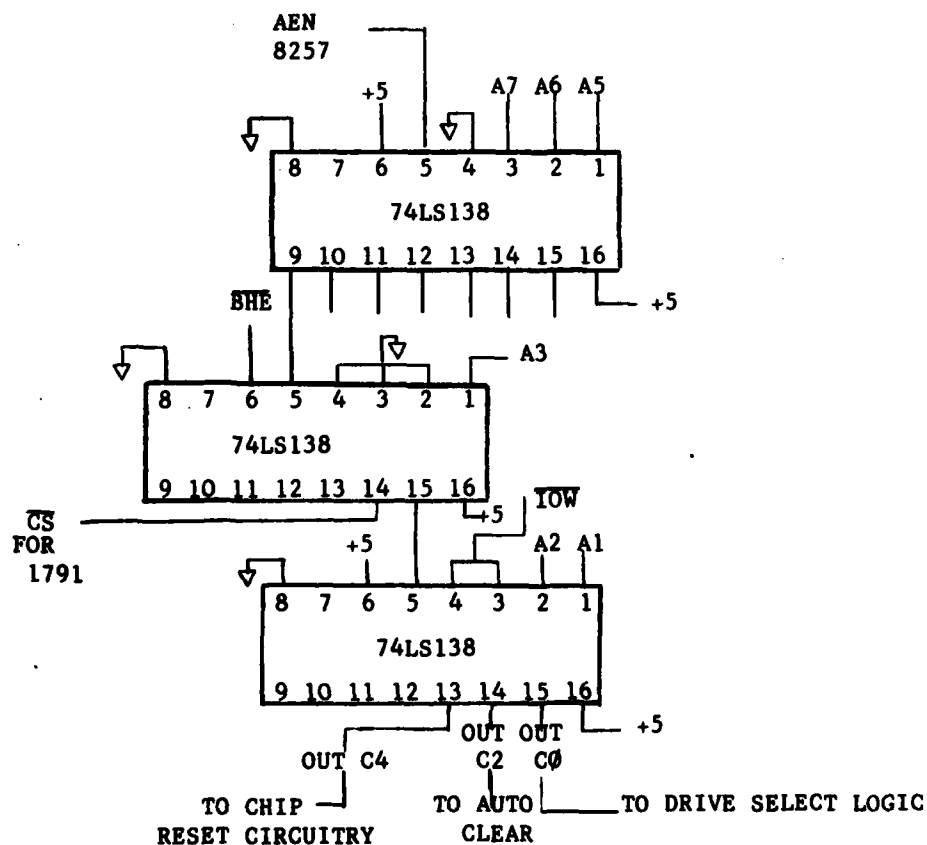 AEN
8257
+5 A7 A6 A5
8 7 6 5 4 3 2 1
74LS138
9 10 11 12 13 14 15 16
+5
BHE
A3
8 7 6 5 4 3 2 1
74LS138
9 10 11 12 13 14 15 16
+5
CS
FOR
1791
IOW
+5 A2 A1
8 7 6 5 4 3 2 1
74LS138
9 10 11 12 13 14 15 16
+5
OUT C4
OUT OUT
C2 CØ
TO CHIP
RESET CIRCUITRY
TO AUTO
CLEAR
TO DRIVE SELECT LOGIC